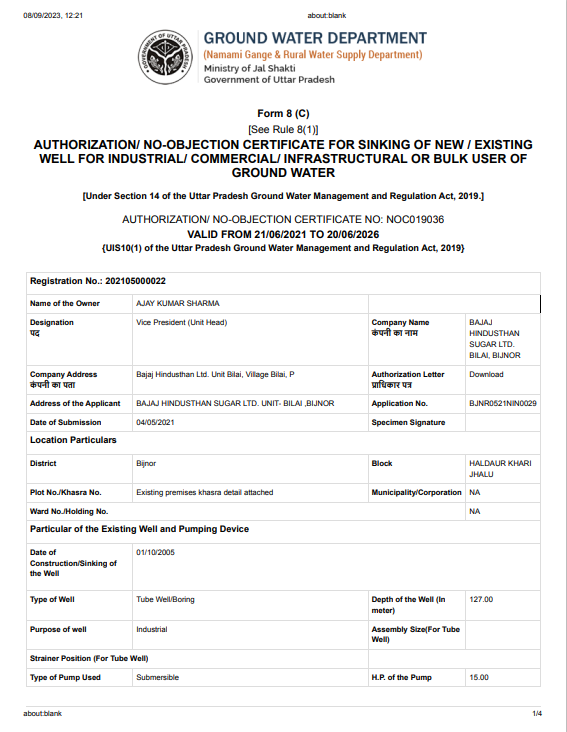 08/09/2023, 12:21
about:blank
GOVERNMENT OF UTTAR PRADESH
GROUND WATER DEPARTMENT
(Namami Gange & Rural Water Supply Department)
Ministry of Jal Shakti
Government of Uttar Pradesh
Form 8 (C)
[See Rule 8(1)]
AUTHORIZATION/ NO-OBJECTION CERTIFICATE FOR SINKING OF NEW / EXISTING
WELL FOR INDUSTRIAL/ COMMERCIAL/ INFRASTRUCTURAL OR BULK USER OF
GROUND WATER
[Under Section 14 of the Uttar Pradesh Ground Water Management and Regulation Act, 2019.]
AUTHORIZATION/ NO-OBJECTION CERTIFICATE NO: NOC019036
VALID FROM 21/06/2021 TO 20/06/2026
{UIS10(1) of the Uttar Pradesh Ground Water Management and Regulation Act, 2019}
Registration No.: 202105000022
Name of the Owner
AJAY KUMAR SHARMA
Designation
पद
Vice President (Unit Head)
Company Name
कंपनी का नाम
BAJAJ
HINDUSTHAN
SUGAR LTD.
BILAI, BIJNOR
Company Address
कंपनी का पता
Bajaj Hindusthan Ltd. Unit Bilai, Village Bilai, P
Authorization Letter
प्राधिकार पत्र
Download
Address of the Applicant
BAJAJ HINDUSTHAN SUGAR LTD. UNIT- BILAI ,BIJNOR
Application No.
BJNR0521NIN0029
Date of Submission
04/05/2021
Specimen Signature
Location Particulars
District
Bijnor
Block
HALDAUR KHARI
JHALU
Plot No./Khasra No.
Existing premises khasra detail attached
Municipality/Corporation
NA
Ward No./Holding No.
NA
Particular of the Existing Well and Pumping Device
Date of
Construction/Sinking of
the Well
01/10/2005
Type of Well
Tube Well/Boring
Depth of the Well (In
meter)
127.00
Purpose of well
Industrial
Assembly Size(For Tube
Well)
Strainer Position (For Tube Well)
Type of Pump Used
Submersible
H.P. of the Pump
15.00
about:blank
1/4